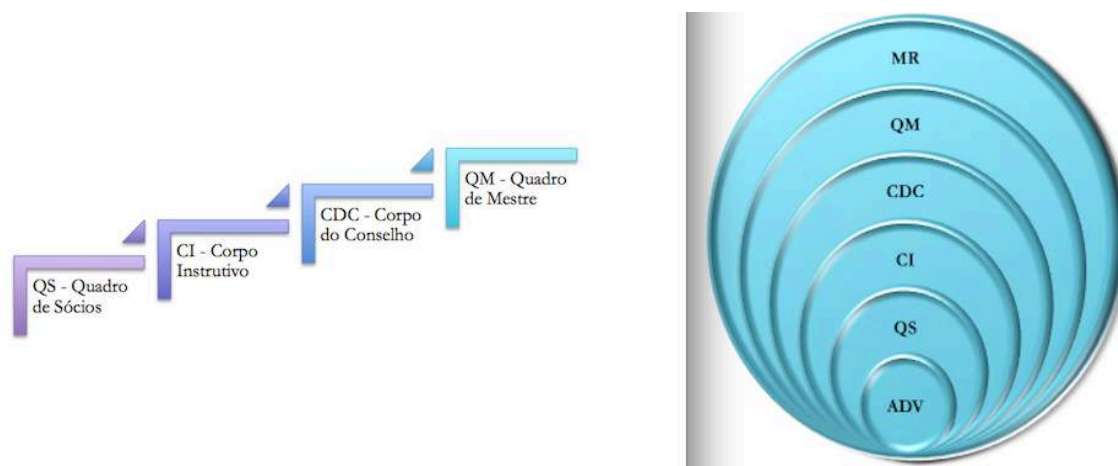 QS - Quadro
de Sócios
CI - Corpo
Instrutivo
CDC - Corpo
do Conselho
QM - Quadro
de Mestre
MR
QM
CDC
CI
QS
ADV